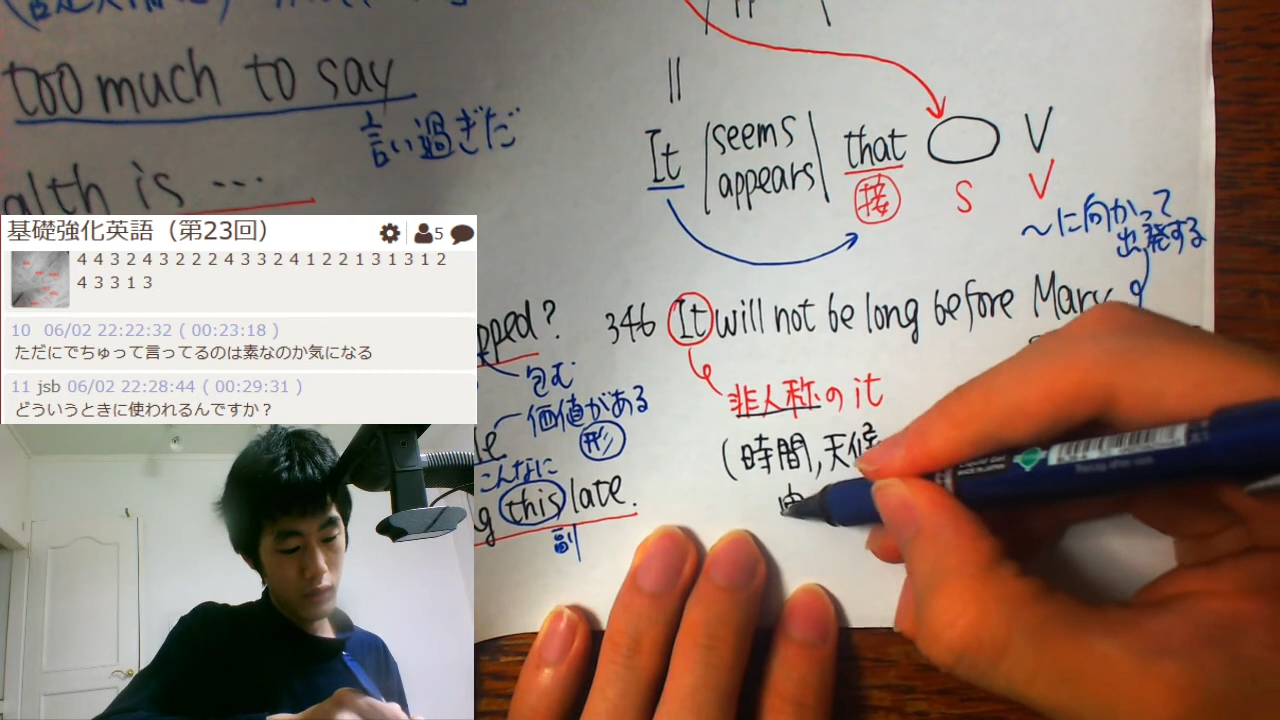 too much to say
言い過ぎだ
alth is ...
||
It seems that ○ V
appears
接 S V
〜に向かって
出発する
基礎強化英語（第23回）
5
4 4 3 2 4 3 2 2 2 4 3 3 2 4 1 2 2 1 3 1 3 1 2
4 3 3 1 3
10 06/02 22:22:32 ( 00:23:18 )
ただにでちゅって言ってるのは素なのか気になる
11 jsb 06/02 22:28:44 ( 00:29:31 )
どういうときに使われるんですか？
pped?
包む
価値がある
形
こんなに
g this late.
副
346 It will not be long before Mary
非人称の it
(時間,天候